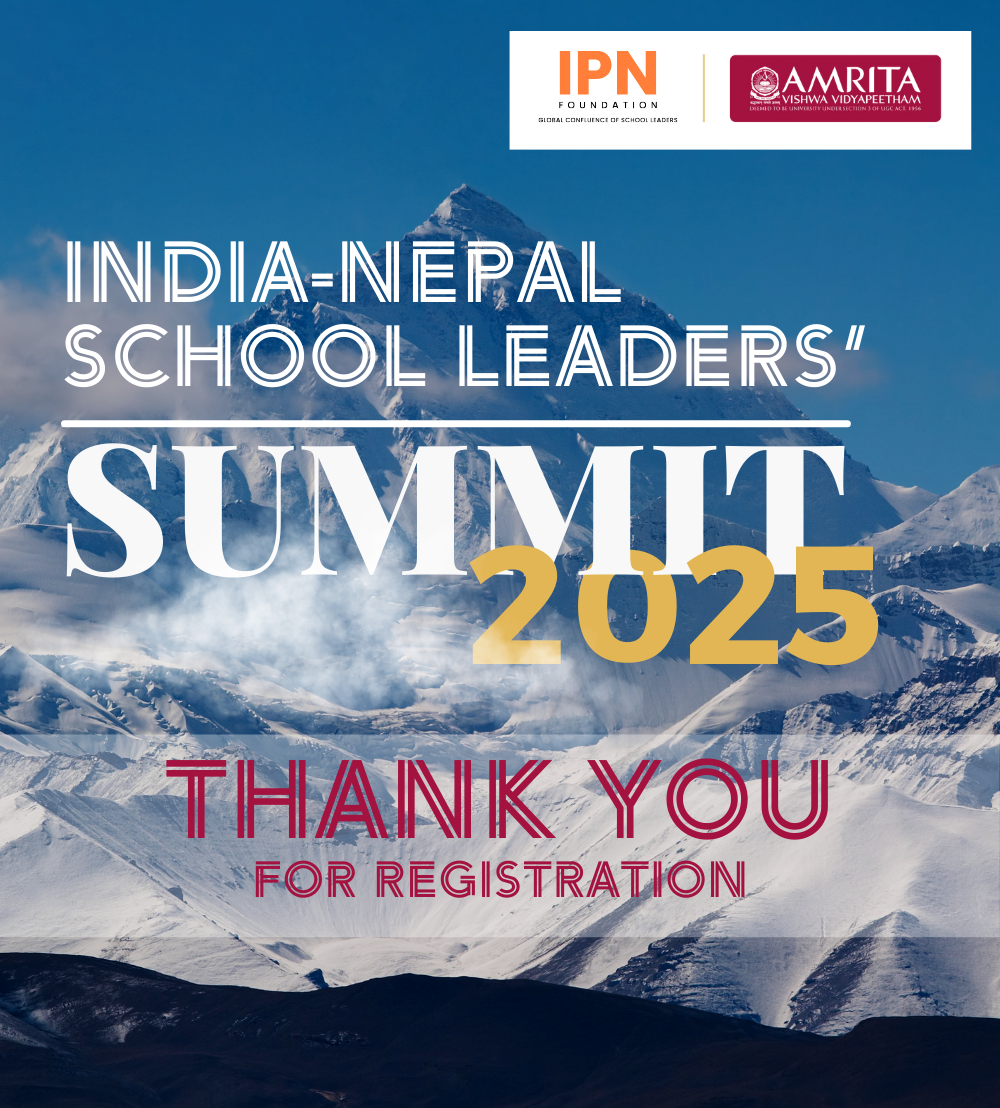 IPN
FOUNDATION
GLOBAL CONFLUENCE OF SCHOOL LEADERS
AMRITA
VISHWA VIDYAPEETHAM
DEEMED TO BE UNIVERSITY UNDER SECTION 3 OF UGC ACT, 1956
INDIA-NEPAL
SCHOOL LEADERS'
SUMMIT
2025
THANK YOU
FOR REGISTRATION